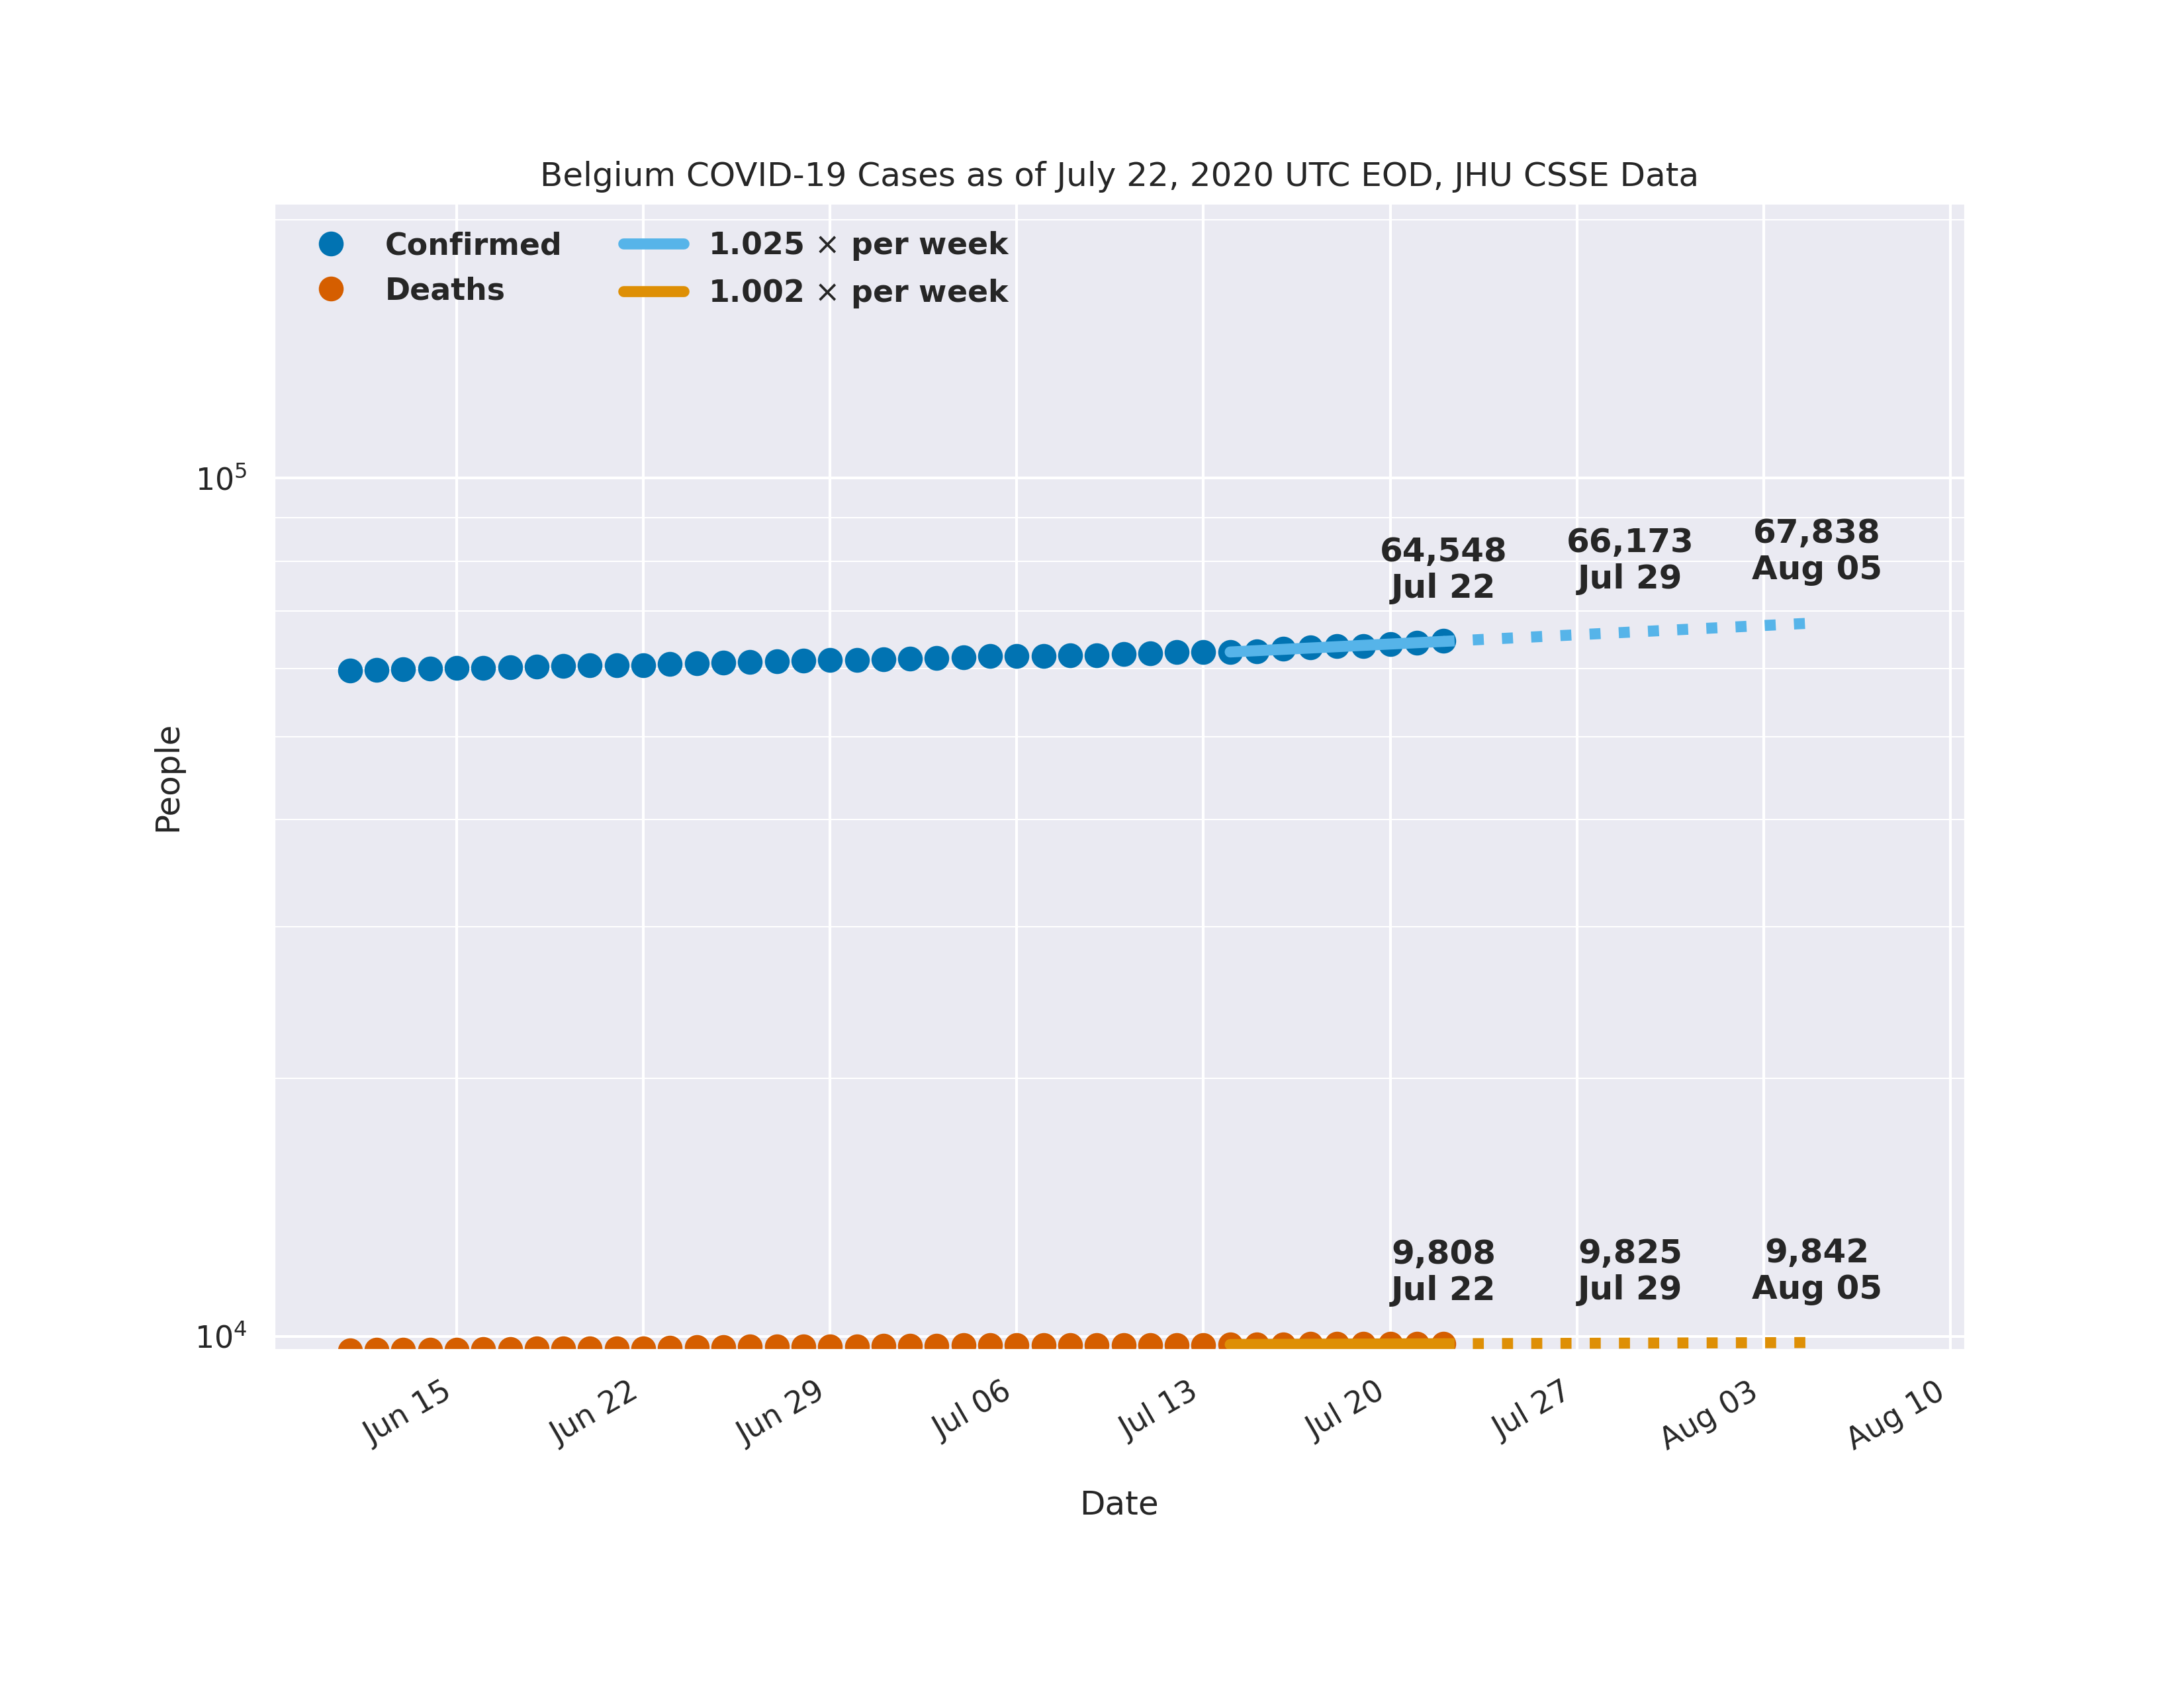 Belgium COVID-19 Cases as of July 22, 2020 UTC EOD, JHU CSSE Data
Confirmed
Deaths
1.025 × per week
1.002 × per week
10⁵
10⁴
People
64,548
Jul 22
66,173
Jul 29
67,838
Aug 05
9,808
Jul 22
9,825
Jul 29
9,842
Aug 05
Jun 15
Jun 22
Jun 29
Jul 06
Jul 13
Jul 20
Jul 27
Aug 03
Aug 10
Date